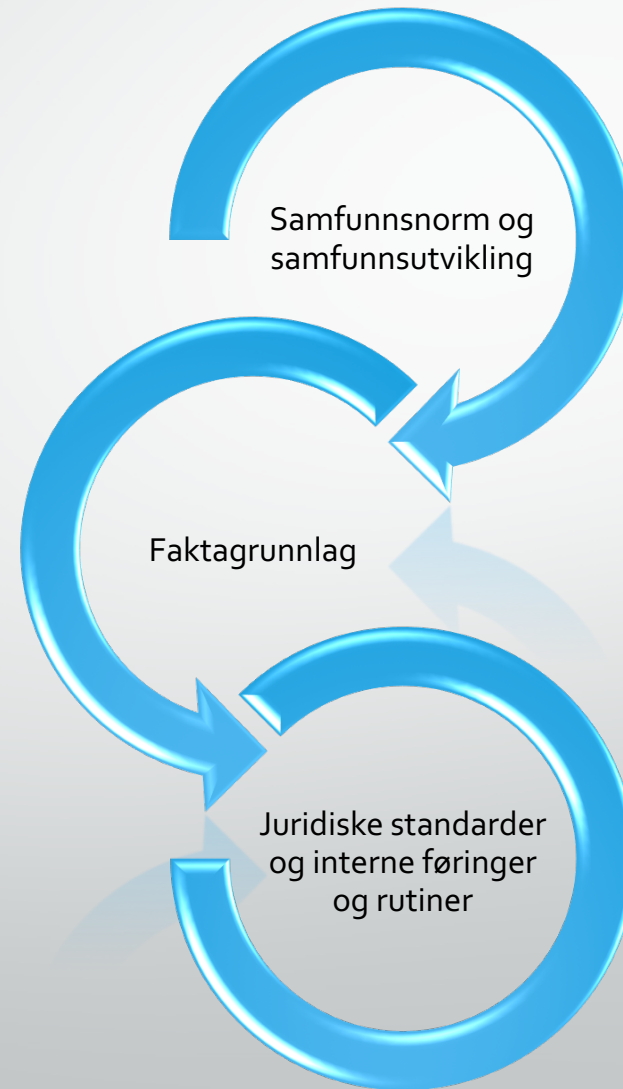 Samfunnsnorm og
samfunnsutvikling
Faktagrunnlag
Juridiske standarder
og interne føringer
og rutiner